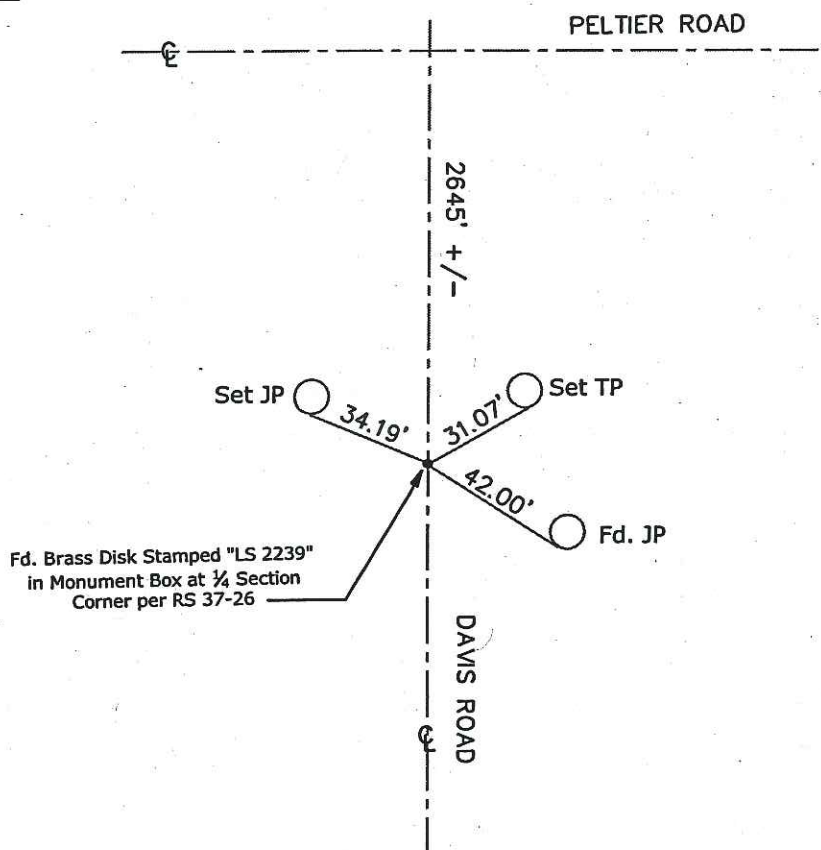 PELTIER ROAD
℄
2645' +/-
Set JP
34.19'
31.07'
Set TP
42.00'
Fd. JP
Fd. Brass Disk Stamped "LS 2239"
in Monument Box at ¼ Section
Corner per RS 37-26
DAVIS ROAD
℄